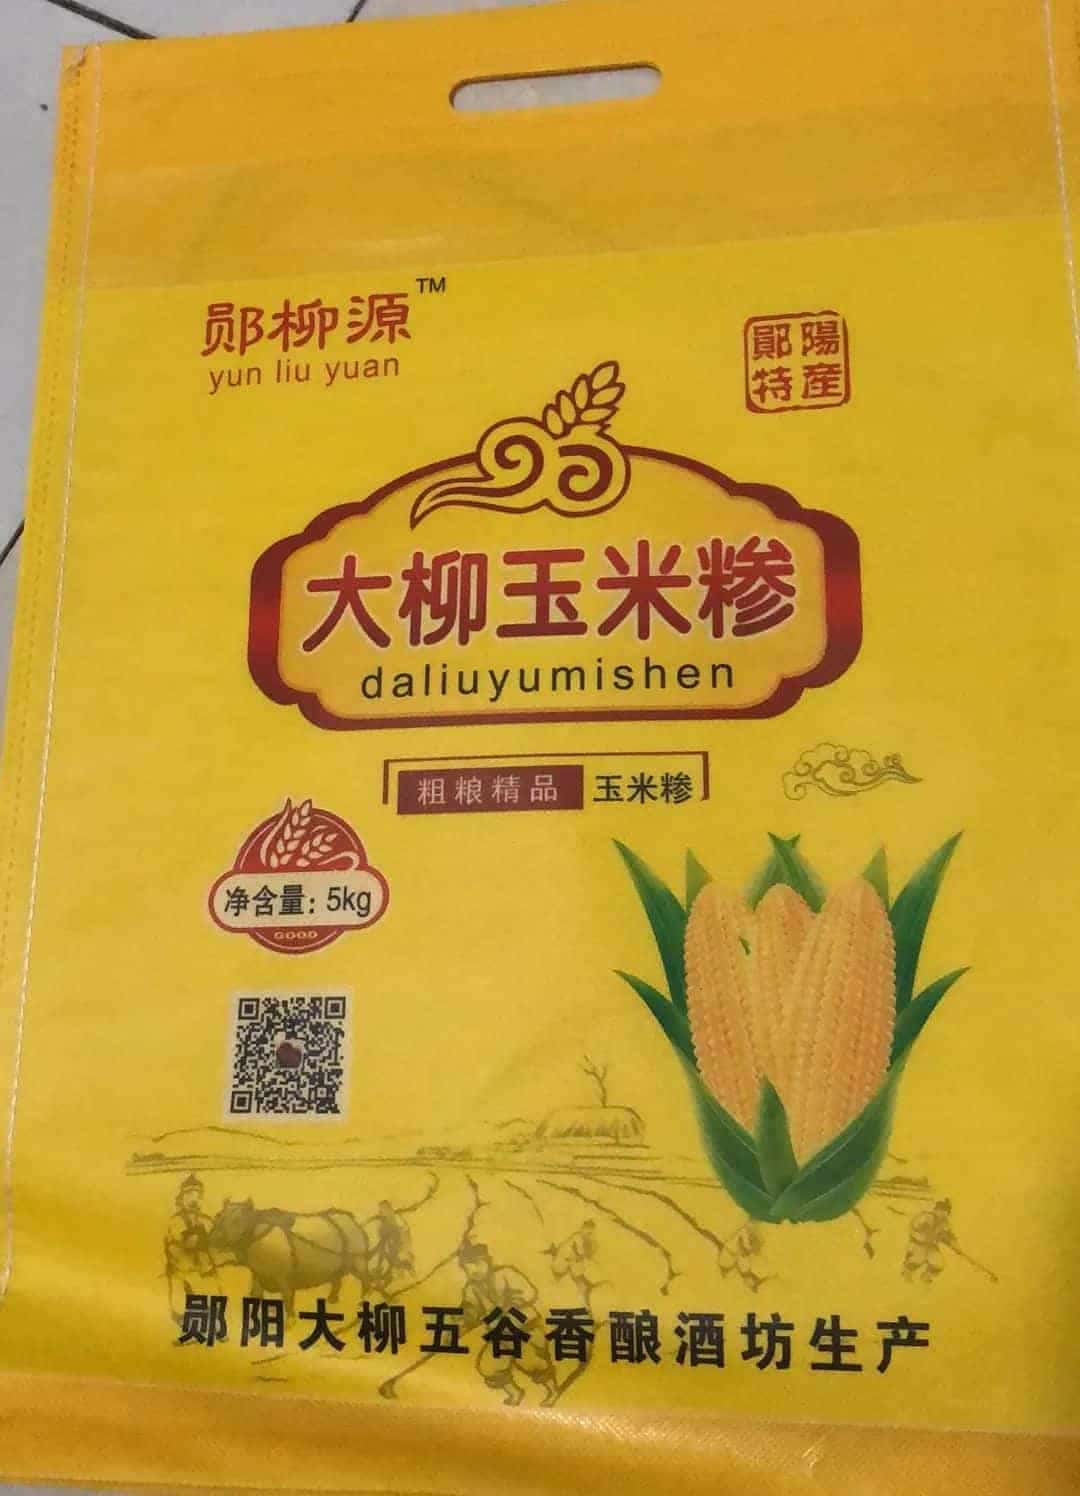 郧柳源™
yun liu yuan
鄖陽
特産
大柳玉米糁
daliuyumishen
粗粮精品 玉米糁
净含量：5kg
GOOD
郧阳大柳五谷香酿酒坊生产